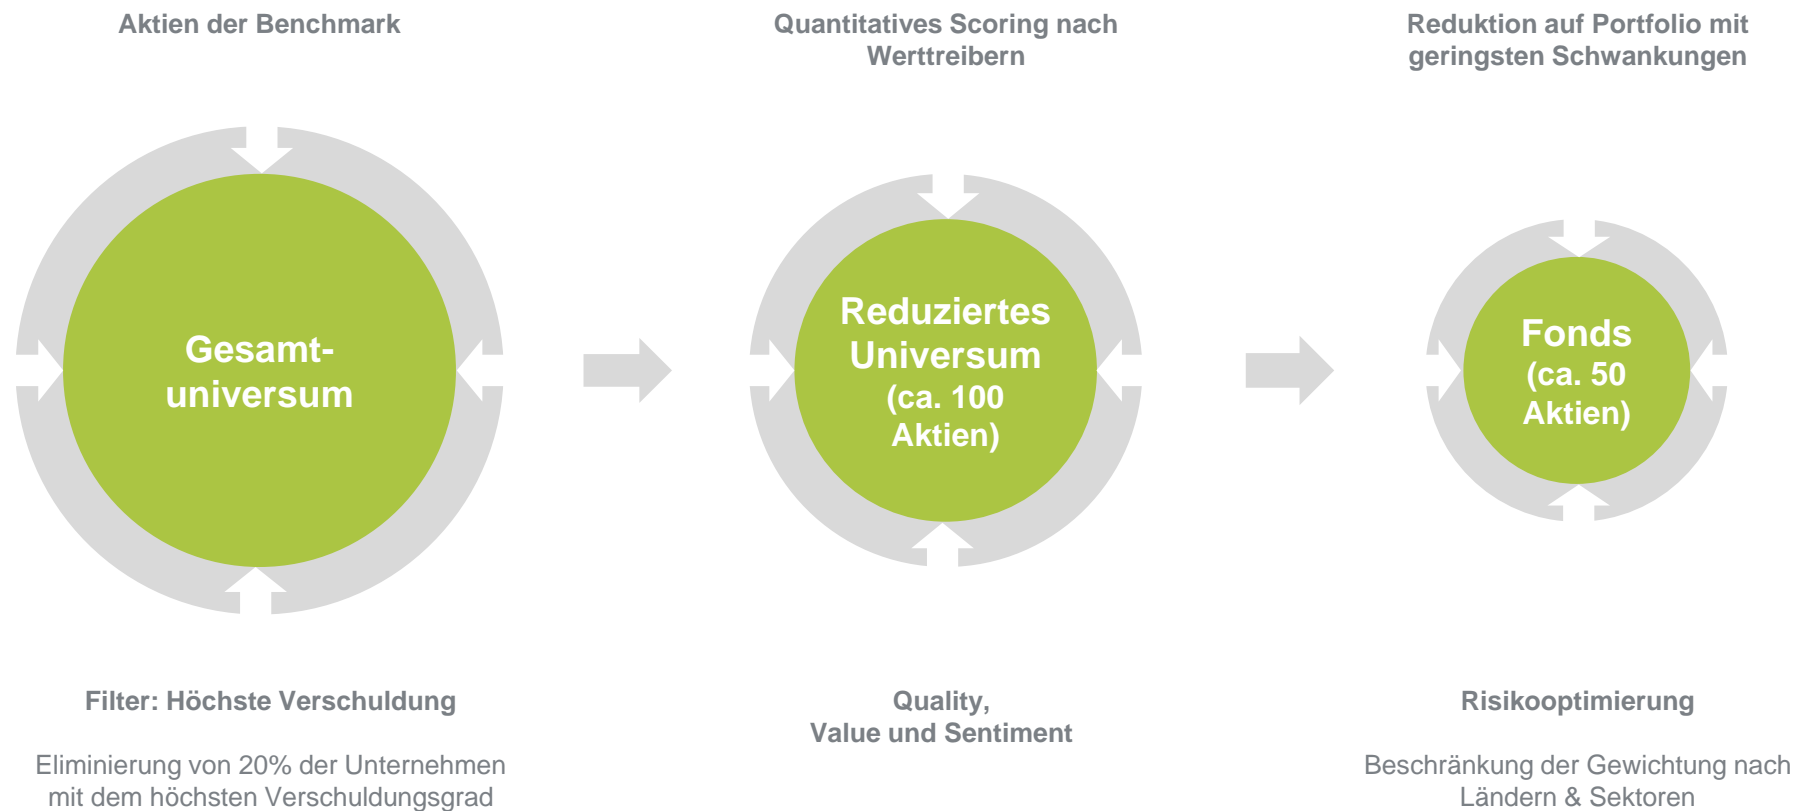 Aktien der Benchmark
Quantitatives Scoring nach
Werttreibern
Reduktion auf Portfolio mit
geringsten Schwankungen
Gesamt-
universum
Reduziertes
Universum
(ca. 100
Aktien)
Fonds
(ca. 50
Aktien)
Filter: Höchste Verschuldung
Eliminierung von 20% der Unternehmen
mit dem höchsten Verschuldungsgrad
Quality,
Value und Sentiment
Risikooptimierung
Beschränkung der Gewichtung nach
Ländern & Sektoren